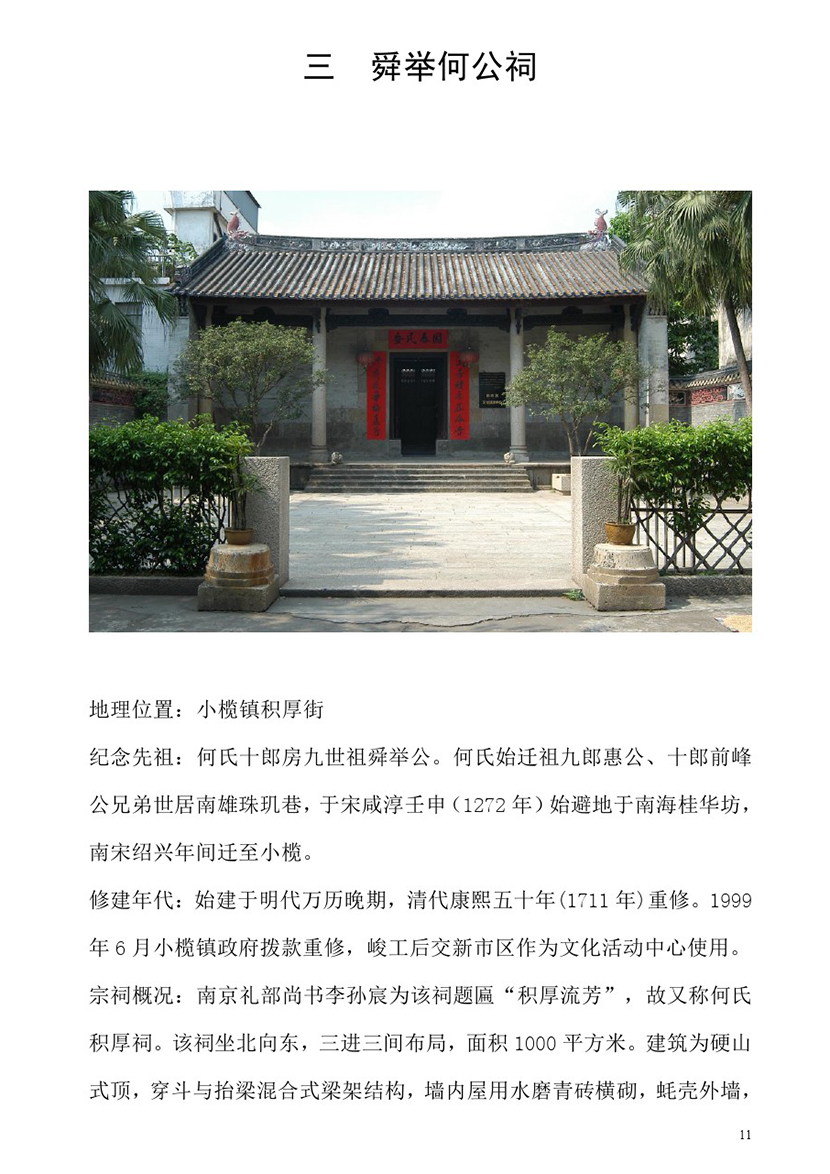 三 舜举何公祠
国泰民安
地理位置：小榄镇积厚街
纪念先祖：何氏十郎房九世祖舜举公。何氏始迁祖九郎惠公、十郎前峰
公兄弟世居南雄珠玑巷，于宋咸淳壬申（1272 年）始避地于南海桂华坊，
南宋绍兴年间迁至小榄。
修建年代：始建于明代万历晚期，清代康熙五十年(1711 年)重修。1999
年 6 月小榄镇政府拨款重修，峻工后交新市区作为文化活动中心使用。
宗祠概况：南京礼部尚书李孙宸为该祠题匾“积厚流芳”，故又称何氏
积厚祠。该祠坐北向东，三进三间布局，面积 1000 平方米。建筑为硬山
式顶，穿斗与抬梁混合式梁架结构，墙内屋用水磨青砖横砌，蚝壳外墙，
11